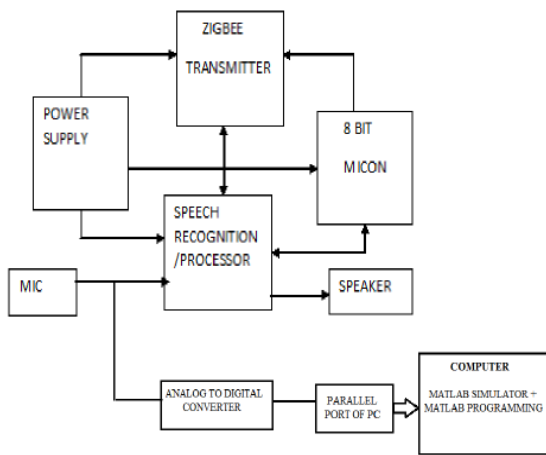 ZIGBEE
TRANSMITTER
POWER
SUPPLY
8 BIT
MICON
SPEECH
RECOGNITION
/PROCESSOR
MIC
SPEAKER
ANALOG TO DIGITAL
CONVERTER
PARALLEL
PORT OF PC
COMPUTER
MATLAB SIMULATOR +
MATLAB PROGRAMMING